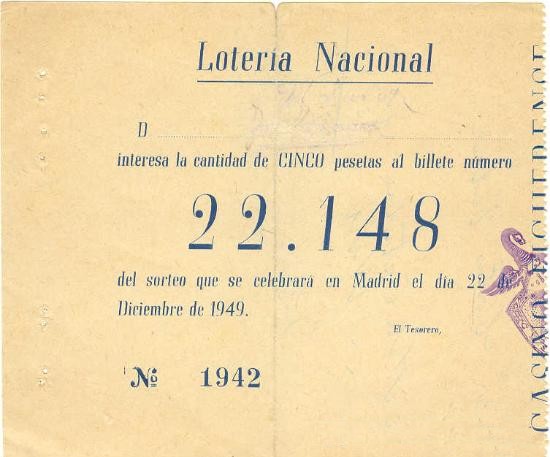 Lotería Nacional
D
interesa la cantidad de CINCO pesetas al billete número
22.148
del sorteo que se celebrará en Madrid el día 22 de
Diciembre de 1949.
El Tesorero,
Nº 1942
CASINO